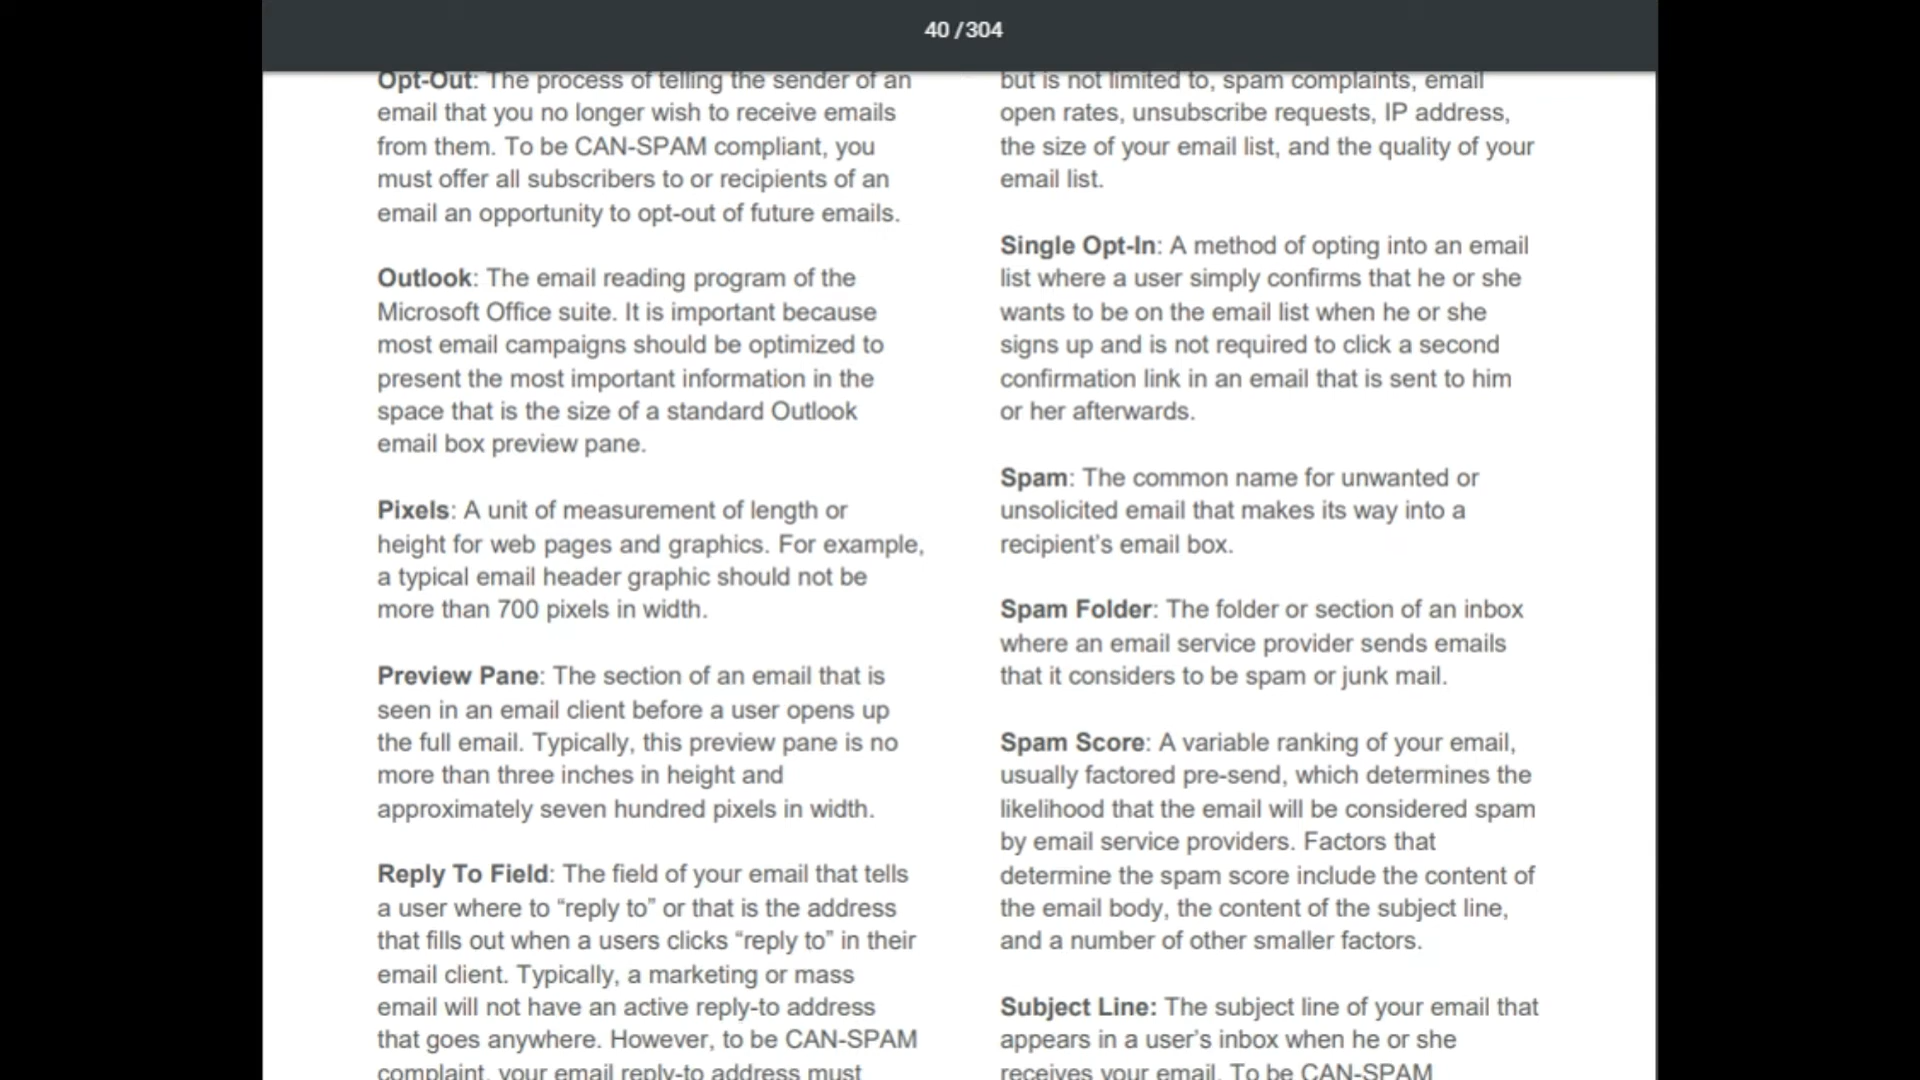 40 / 304
Opt-Out: The process of telling the sender of an
email that you no longer wish to receive emails
from them. To be CAN-SPAM compliant, you
must offer all subscribers to or recipients of an
email an opportunity to opt-out of future emails.
Outlook: The email reading program of the
Microsoft Office suite. It is important because
most email campaigns should be optimized to
present the most important information in the
space that is the size of a standard Outlook
email box preview pane.
Pixels: A unit of measurement of length or
height for web pages and graphics. For example,
a typical email header graphic should not be
more than 700 pixels in width.
Preview Pane: The section of an email that is
seen in an email client before a user opens up
the full email. Typically, this preview pane is no
more than three inches in height and
approximately seven hundred pixels in width.
Reply To Field: The field of your email that tells
a user where to “reply to” or that is the address
that fills out when a users clicks “reply to” in their
email client. Typically, a marketing or mass
email will not have an active reply-to address
that goes anywhere. However, to be CAN-SPAM
complaint, your email reply-to address must
but is not limited to, spam complaints, email
open rates, unsubscribe requests, IP address,
the size of your email list, and the quality of your
email list.
Single Opt-In: A method of opting into an email
list where a user simply confirms that he or she
wants to be on the email list when he or she
signs up and is not required to click a second
confirmation link in an email that is sent to him
or her afterwards.
Spam: The common name for unwanted or
unsolicited email that makes its way into a
recipient’s email box.
Spam Folder: The folder or section of an inbox
where an email service provider sends emails
that it considers to be spam or junk mail.
Spam Score: A variable ranking of your email,
usually factored pre-send, which determines the
likelihood that the email will be considered spam
by email service providers. Factors that
determine the spam score include the content of
the email body, the content of the subject line,
and a number of other smaller factors.
Subject Line: The subject line of your email that
appears in a user’s inbox when he or she
receives your email. To be CAN-SPAM